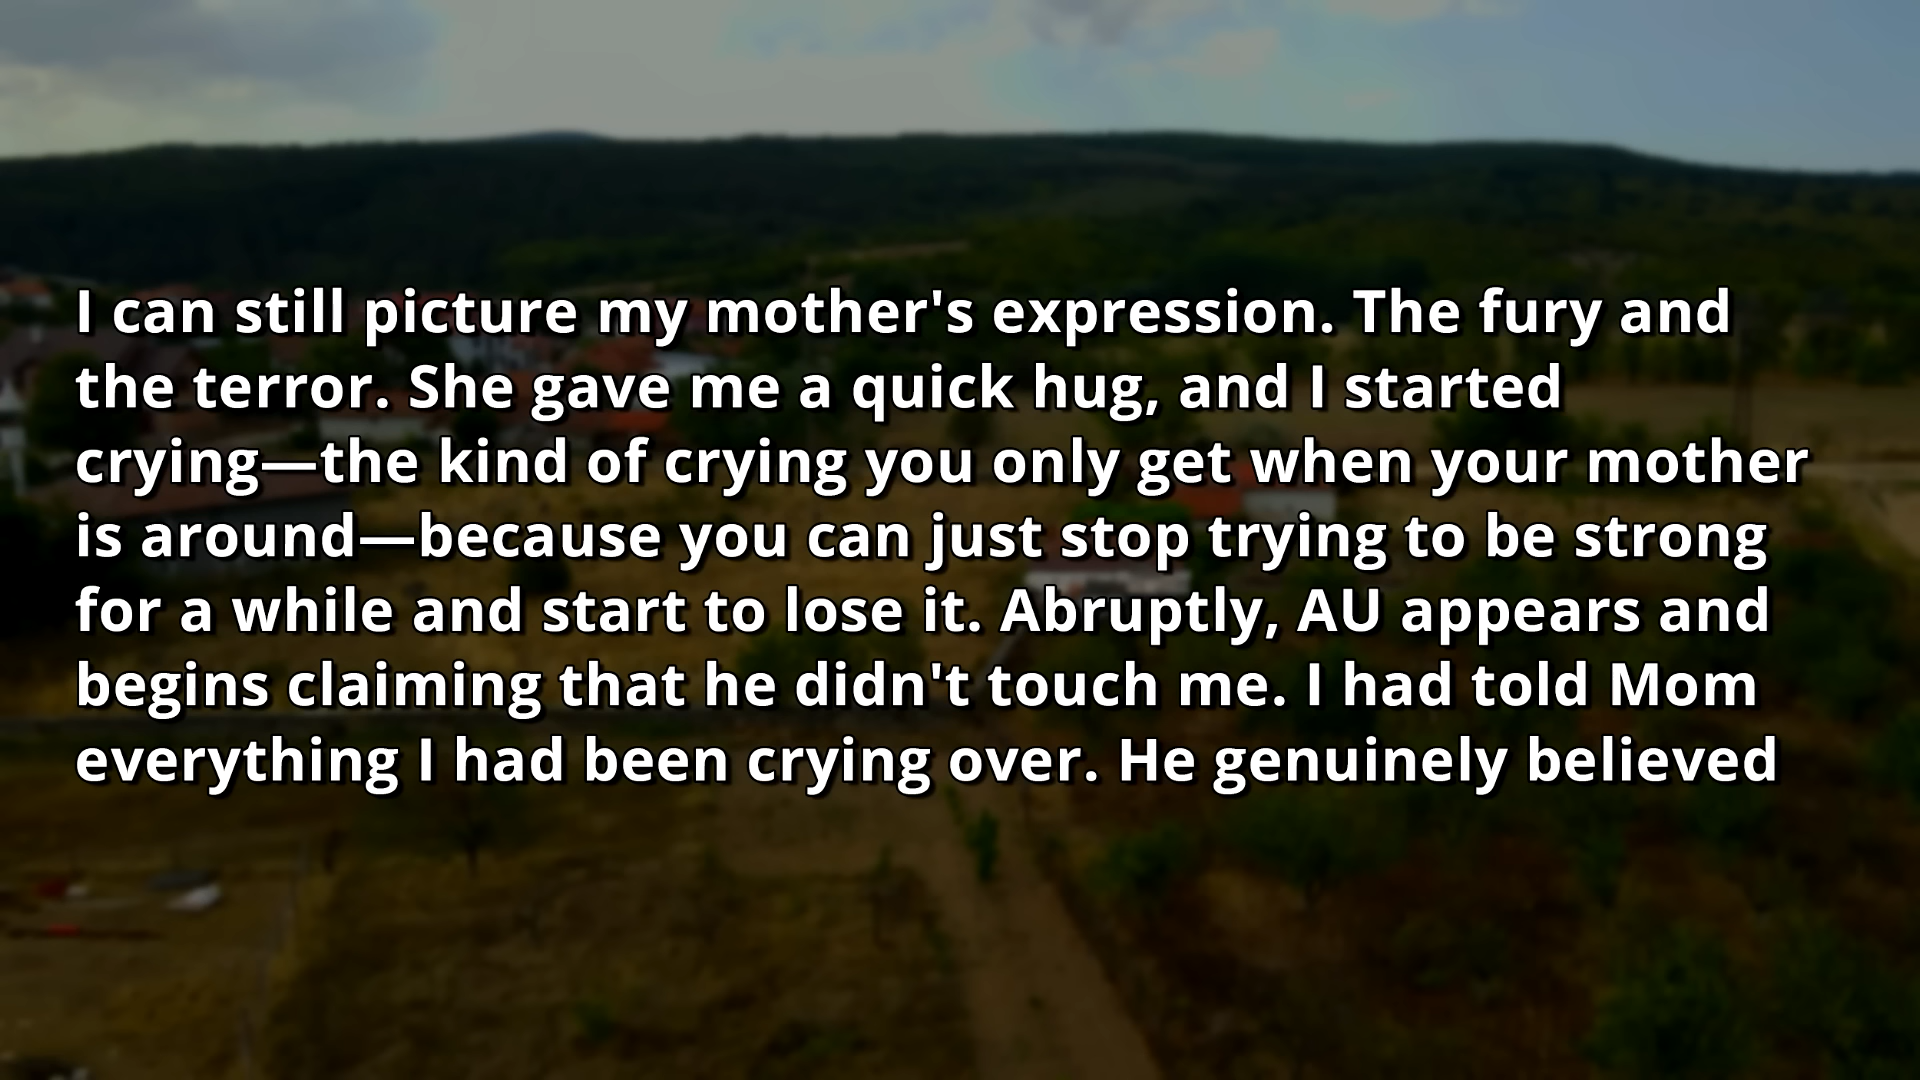 I can still picture my mother's expression. The fury and
the terror. She gave me a quick hug, and I started
crying—the kind of crying you only get when your mother
is around—because you can just stop trying to be strong
for a while and start to lose it. Abruptly, AU appears and
begins claiming that he didn't touch me. I had told Mom
everything I had been crying over. He genuinely believed